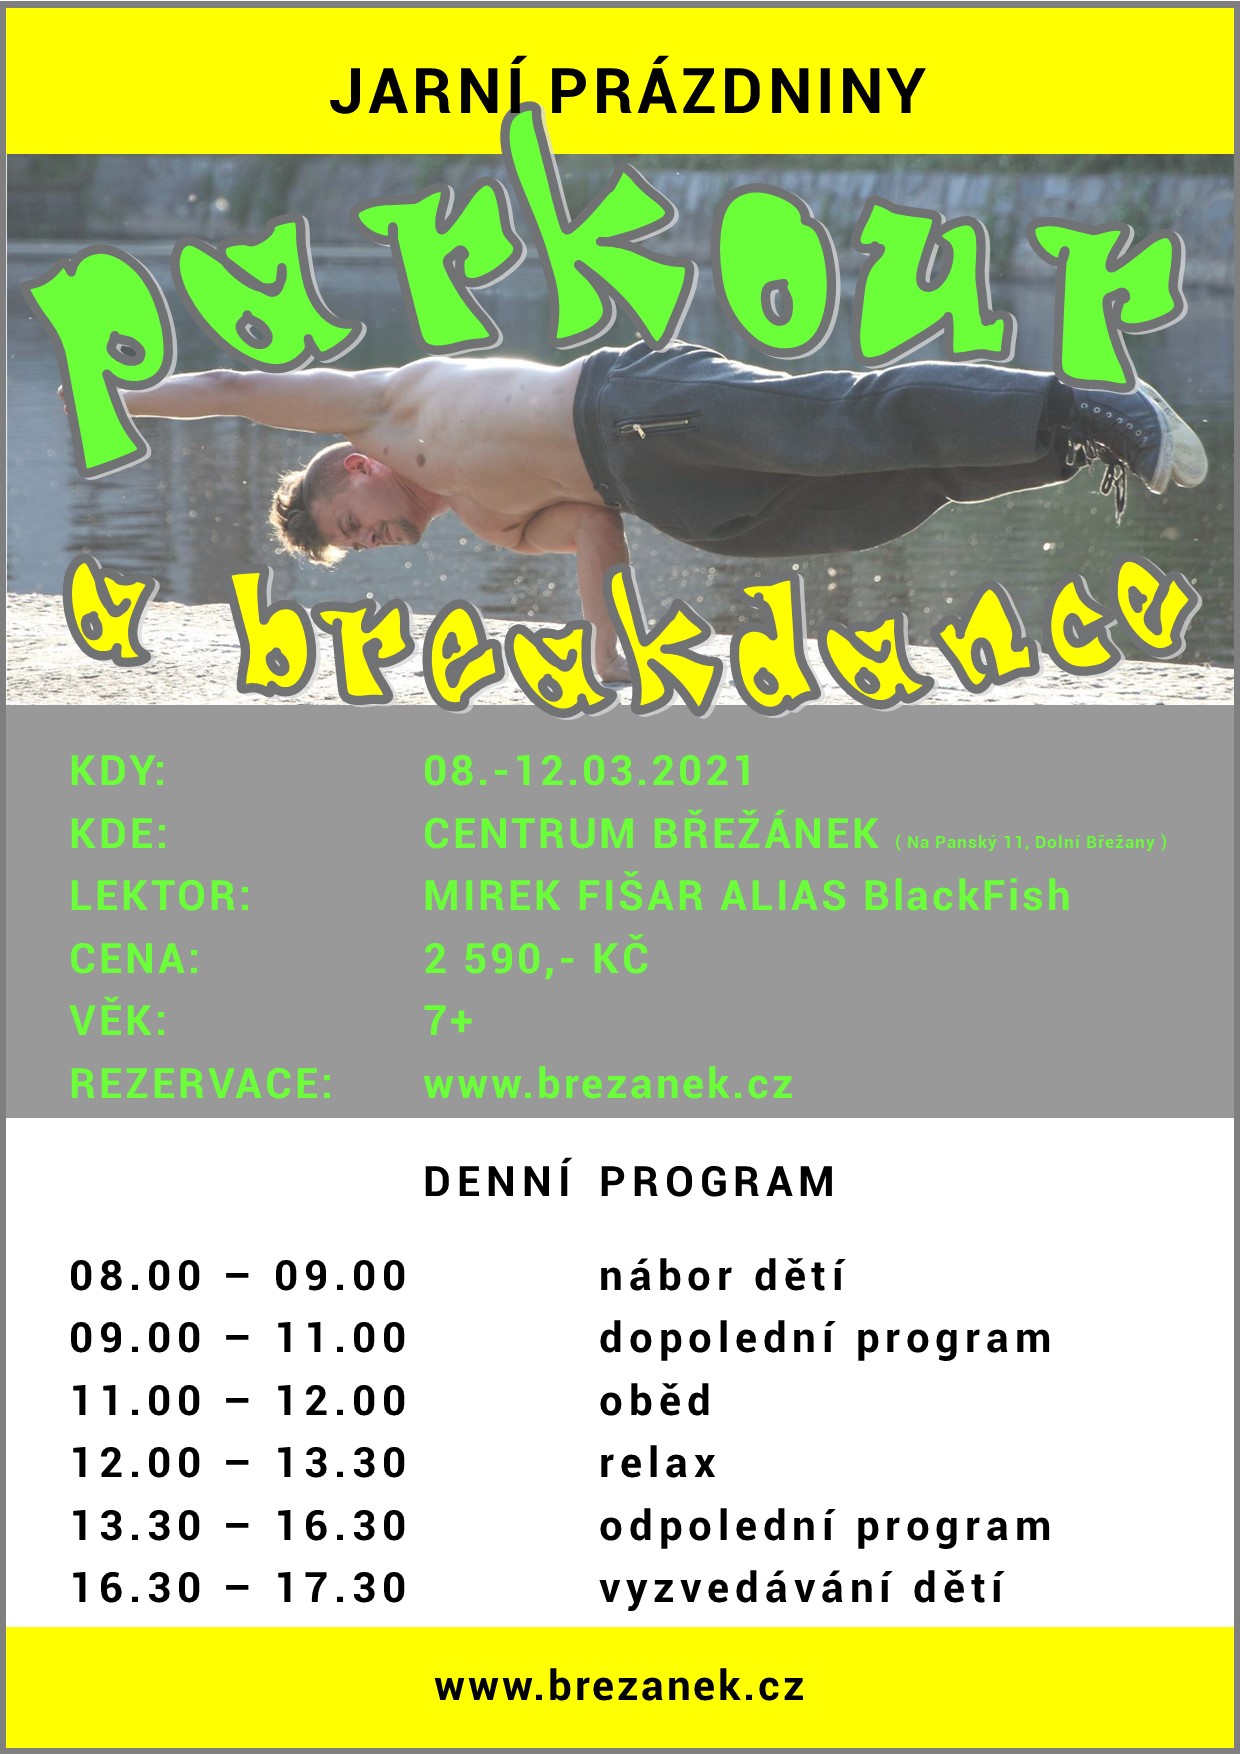 JARNÍ PRÁZDNINY
parkour
a breakdance
KDY: 08.-12.03.2021
KDE: CENTRUM BŘEŽÁNEK ( Na Panský 11, Dolní Břežany )
LEKTOR: MIREK FIŠAR ALIAS BlackFish
CENA: 2 590,- KČ
VĚK: 7+
REZERVACE: www.brezanek.cz
DENNÍ PROGRAM
08.00 – 09.00 nábor dětí
09.00 – 11.00 dopolední program
11.00 – 12.00 oběd
12.00 – 13.30 relax
13.30 – 16.30 odpolední program
16.30 – 17.30 vyzvedávání dětí
www.brezanek.cz